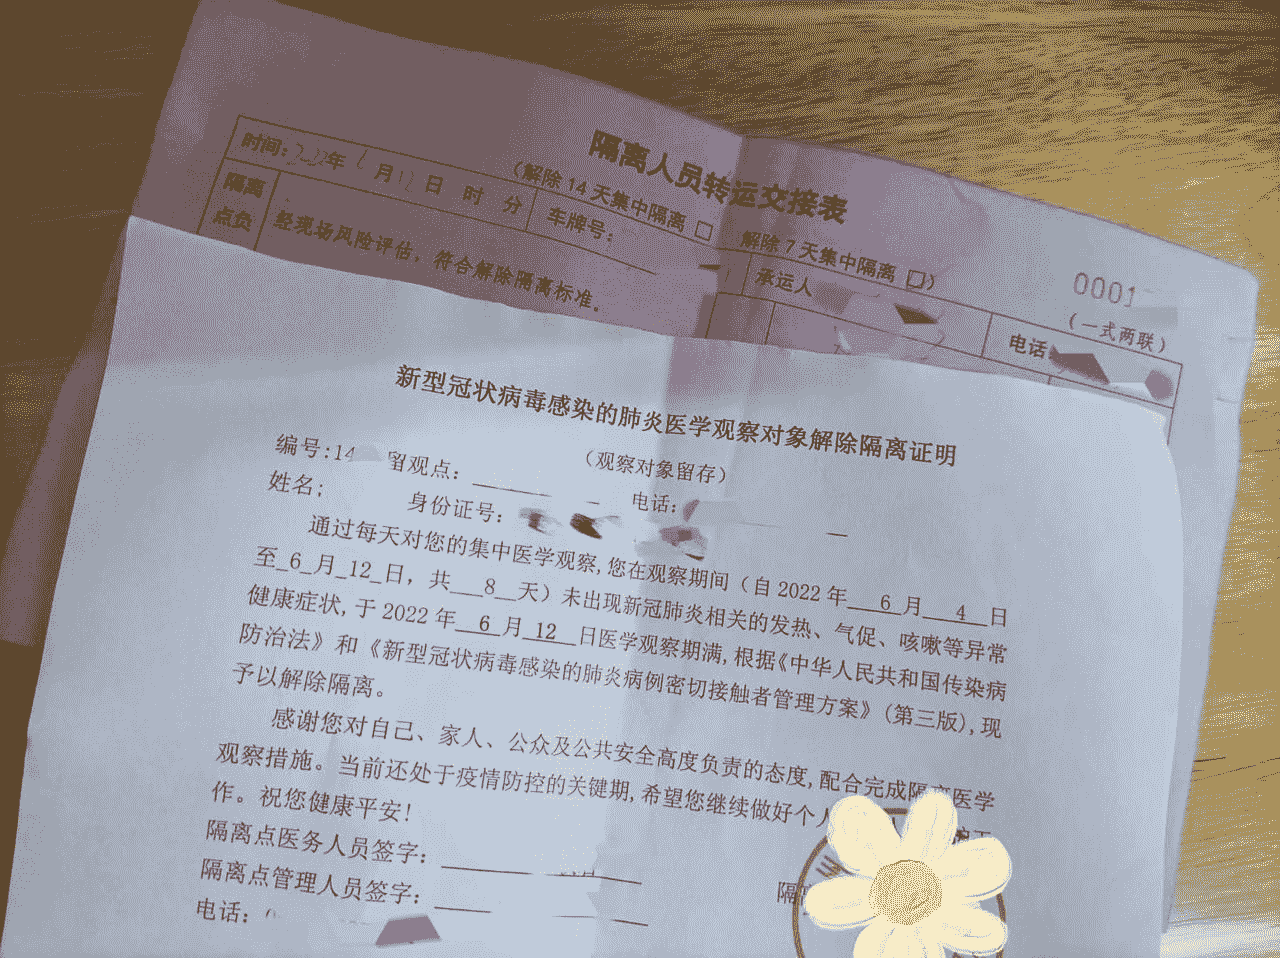 隔离人员转运交接表
(解除14天集中隔离 □ 解除7天集中隔离 □)
0001
(一式两联)
时间: 年 6 月 12 日 时 分 车牌号: 承运人 电话
隔离
点负
经现场风险评估,符合解除隔离标准。
新型冠状病毒感染的肺炎医学观察对象解除隔离证明
(观察对象留存)
编号:14 留观点: 电话:
姓名; 身份证号:
通过每天对您的集中医学观察,您在观察期间(自2022年 6 月 4 日
至 6 月 12 日,共 8 天)未出现新冠肺炎相关的发热、气促、咳嗽等异常
健康症状,于2022年 6 月 12 日医学观察期满,根据《中华人民共和国传染病
防治法》和《新型冠状病毒感染的肺炎病例密切接触者管理方案》(第三版),现
予以解除隔离。
感谢您对自己、家人、公众及公共安全高度负责的态度,配合完成隔离医学
观察措施。当前还处于疫情防控的关键期,希望您继续做好个
作。祝您健康平安!
隔离点医务人员签字:
隔离点管理人员签字:
隔
电话: